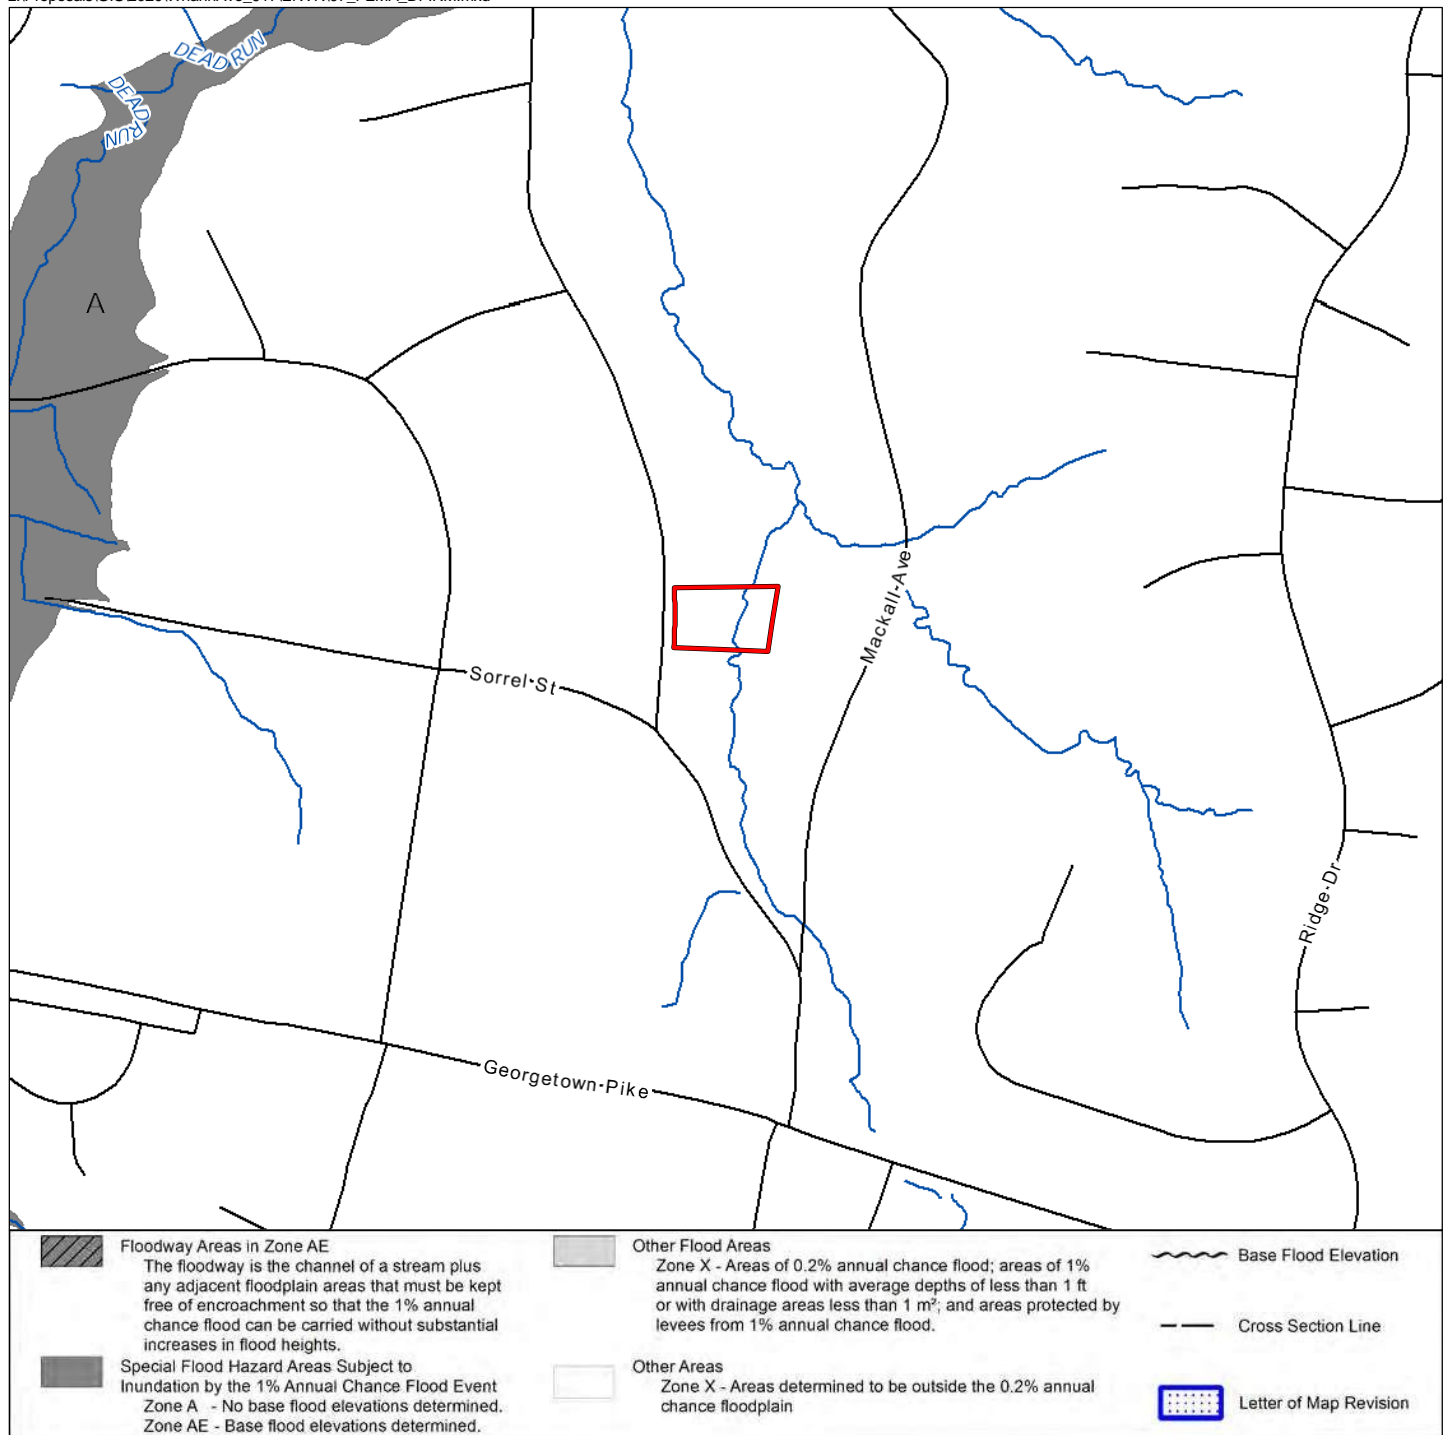 DEAD RUN
DEAD
RUN
A
Mackall Ave
Sorrel St
Ridge Dr
Georgetown Pike
Floodway Areas in Zone AE
The floodway is the channel of a stream plus
any adjacent floodplain areas that must be kept
free of encroachment so that the 1% annual
chance flood can be carried without substantial
increases in flood heights.
Special Flood Hazard Areas Subject to
Inundation by the 1% Annual Chance Flood Event
Zone A - No base flood elevations determined.
Zone AE - Base flood elevations determined.
Other Flood Areas
Zone X - Areas of 0.2% annual chance flood; areas of 1%
annual chance flood with average depths of less than 1 ft
or with drainage areas less than 1 m²; and areas protected by
levees from 1% annual chance flood.
Other Areas
Zone X - Areas determined to be outside the 0.2% annual
chance floodplain
Base Flood Elevation
Cross Section Line
Letter of Map Revision